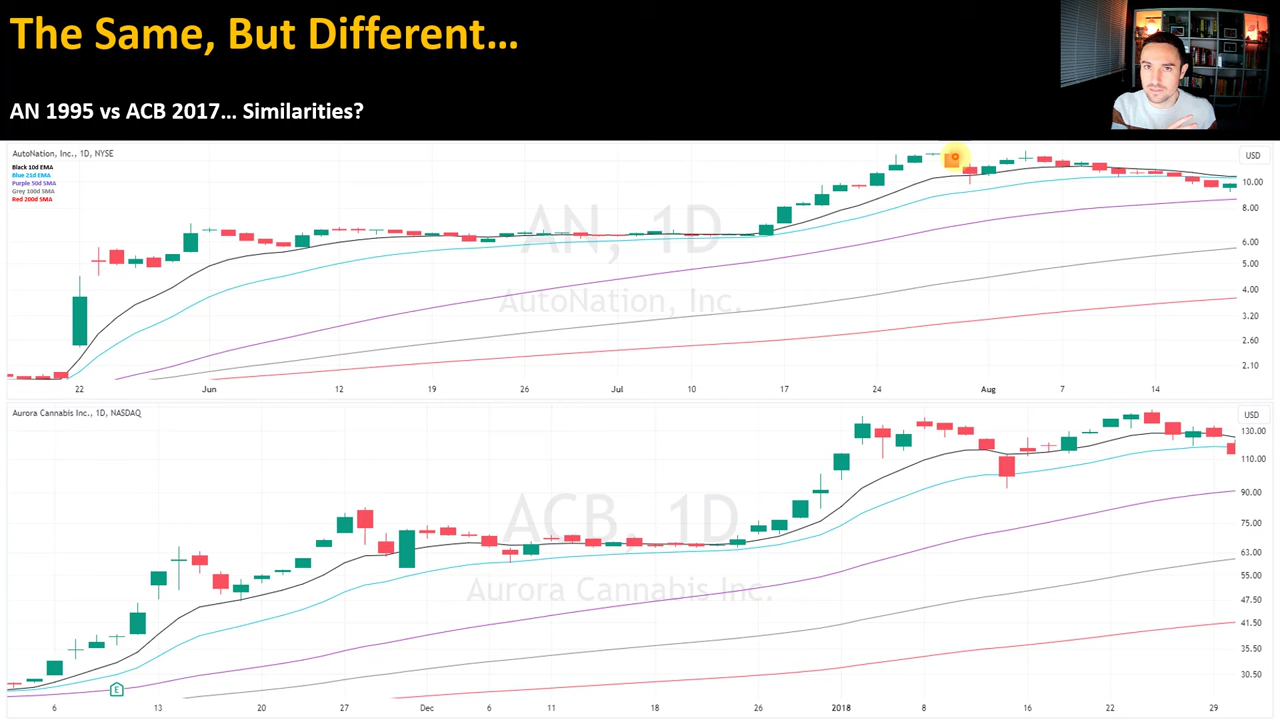 The Same, But Different...
AN 1995 vs ACB 2017... Similarities?
AutoNation, Inc., 1D, NYSE
USD
Black 10d EMA
Blue 21d EMA
Purple 50d SMA
Grey 100d SMA
Red 200d SMA
AN, 1D
AutoNation, Inc.
10.00
8.00
6.00
5.00
4.00
3.20
2.60
2.10
22 Jun 12 19 26 Jul 10 17 24 Aug 7 14
Aurora Cannabis Inc., 1D, NASDAQ
USD
ACB, 1D
Aurora Cannabis Inc.
130.00
110.00
90.00
75.00
63.00
55.00
47.50
41.50
35.50
30.50
E
6 13 20 27 Dec 6 11 18 26 2018 8 16 22 29